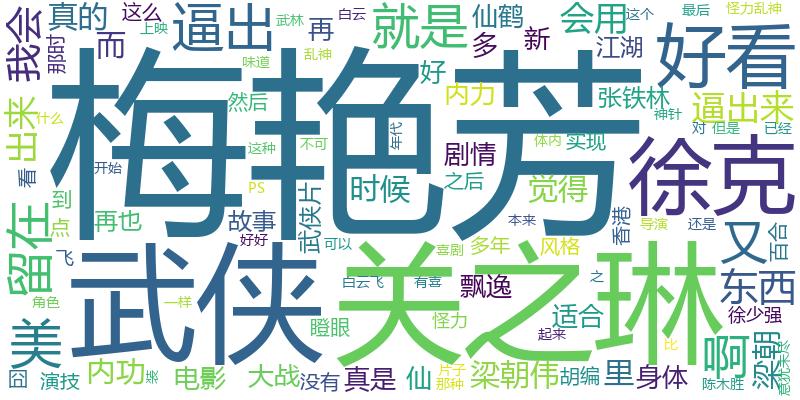 我会
真的
那时
这么
上映
武林
白云
逼出
而
乱神
味道
再
就是
仙鹤
多
新
会用
江湖
这个
最后
怪力乱神
好看
梅艳芳
出来
然后
好
内力
张铁林
逼出来
神针
对
但是
已经
什么
看
这种
不可
年代
剧情
体内
实现
徐克
开始
PS
时候
之后
觉得
留在
到
点
再也
故事
武侠片
香港
本来
导演
还是
又
百合
飞
好好
可以
喜剧
多年
风格
武侠
关之琳
东西
白云飞
有喜
飘逸
之
角色
一样
瞪眼
怪力
适合
起来
比
徐少强
美
啊
梁朝
囧
演技
内功
裘
电影
大战
没有
真是
仙
片子
那种
梁朝伟
胡编
里
身体
陈木胜
意犹未尽